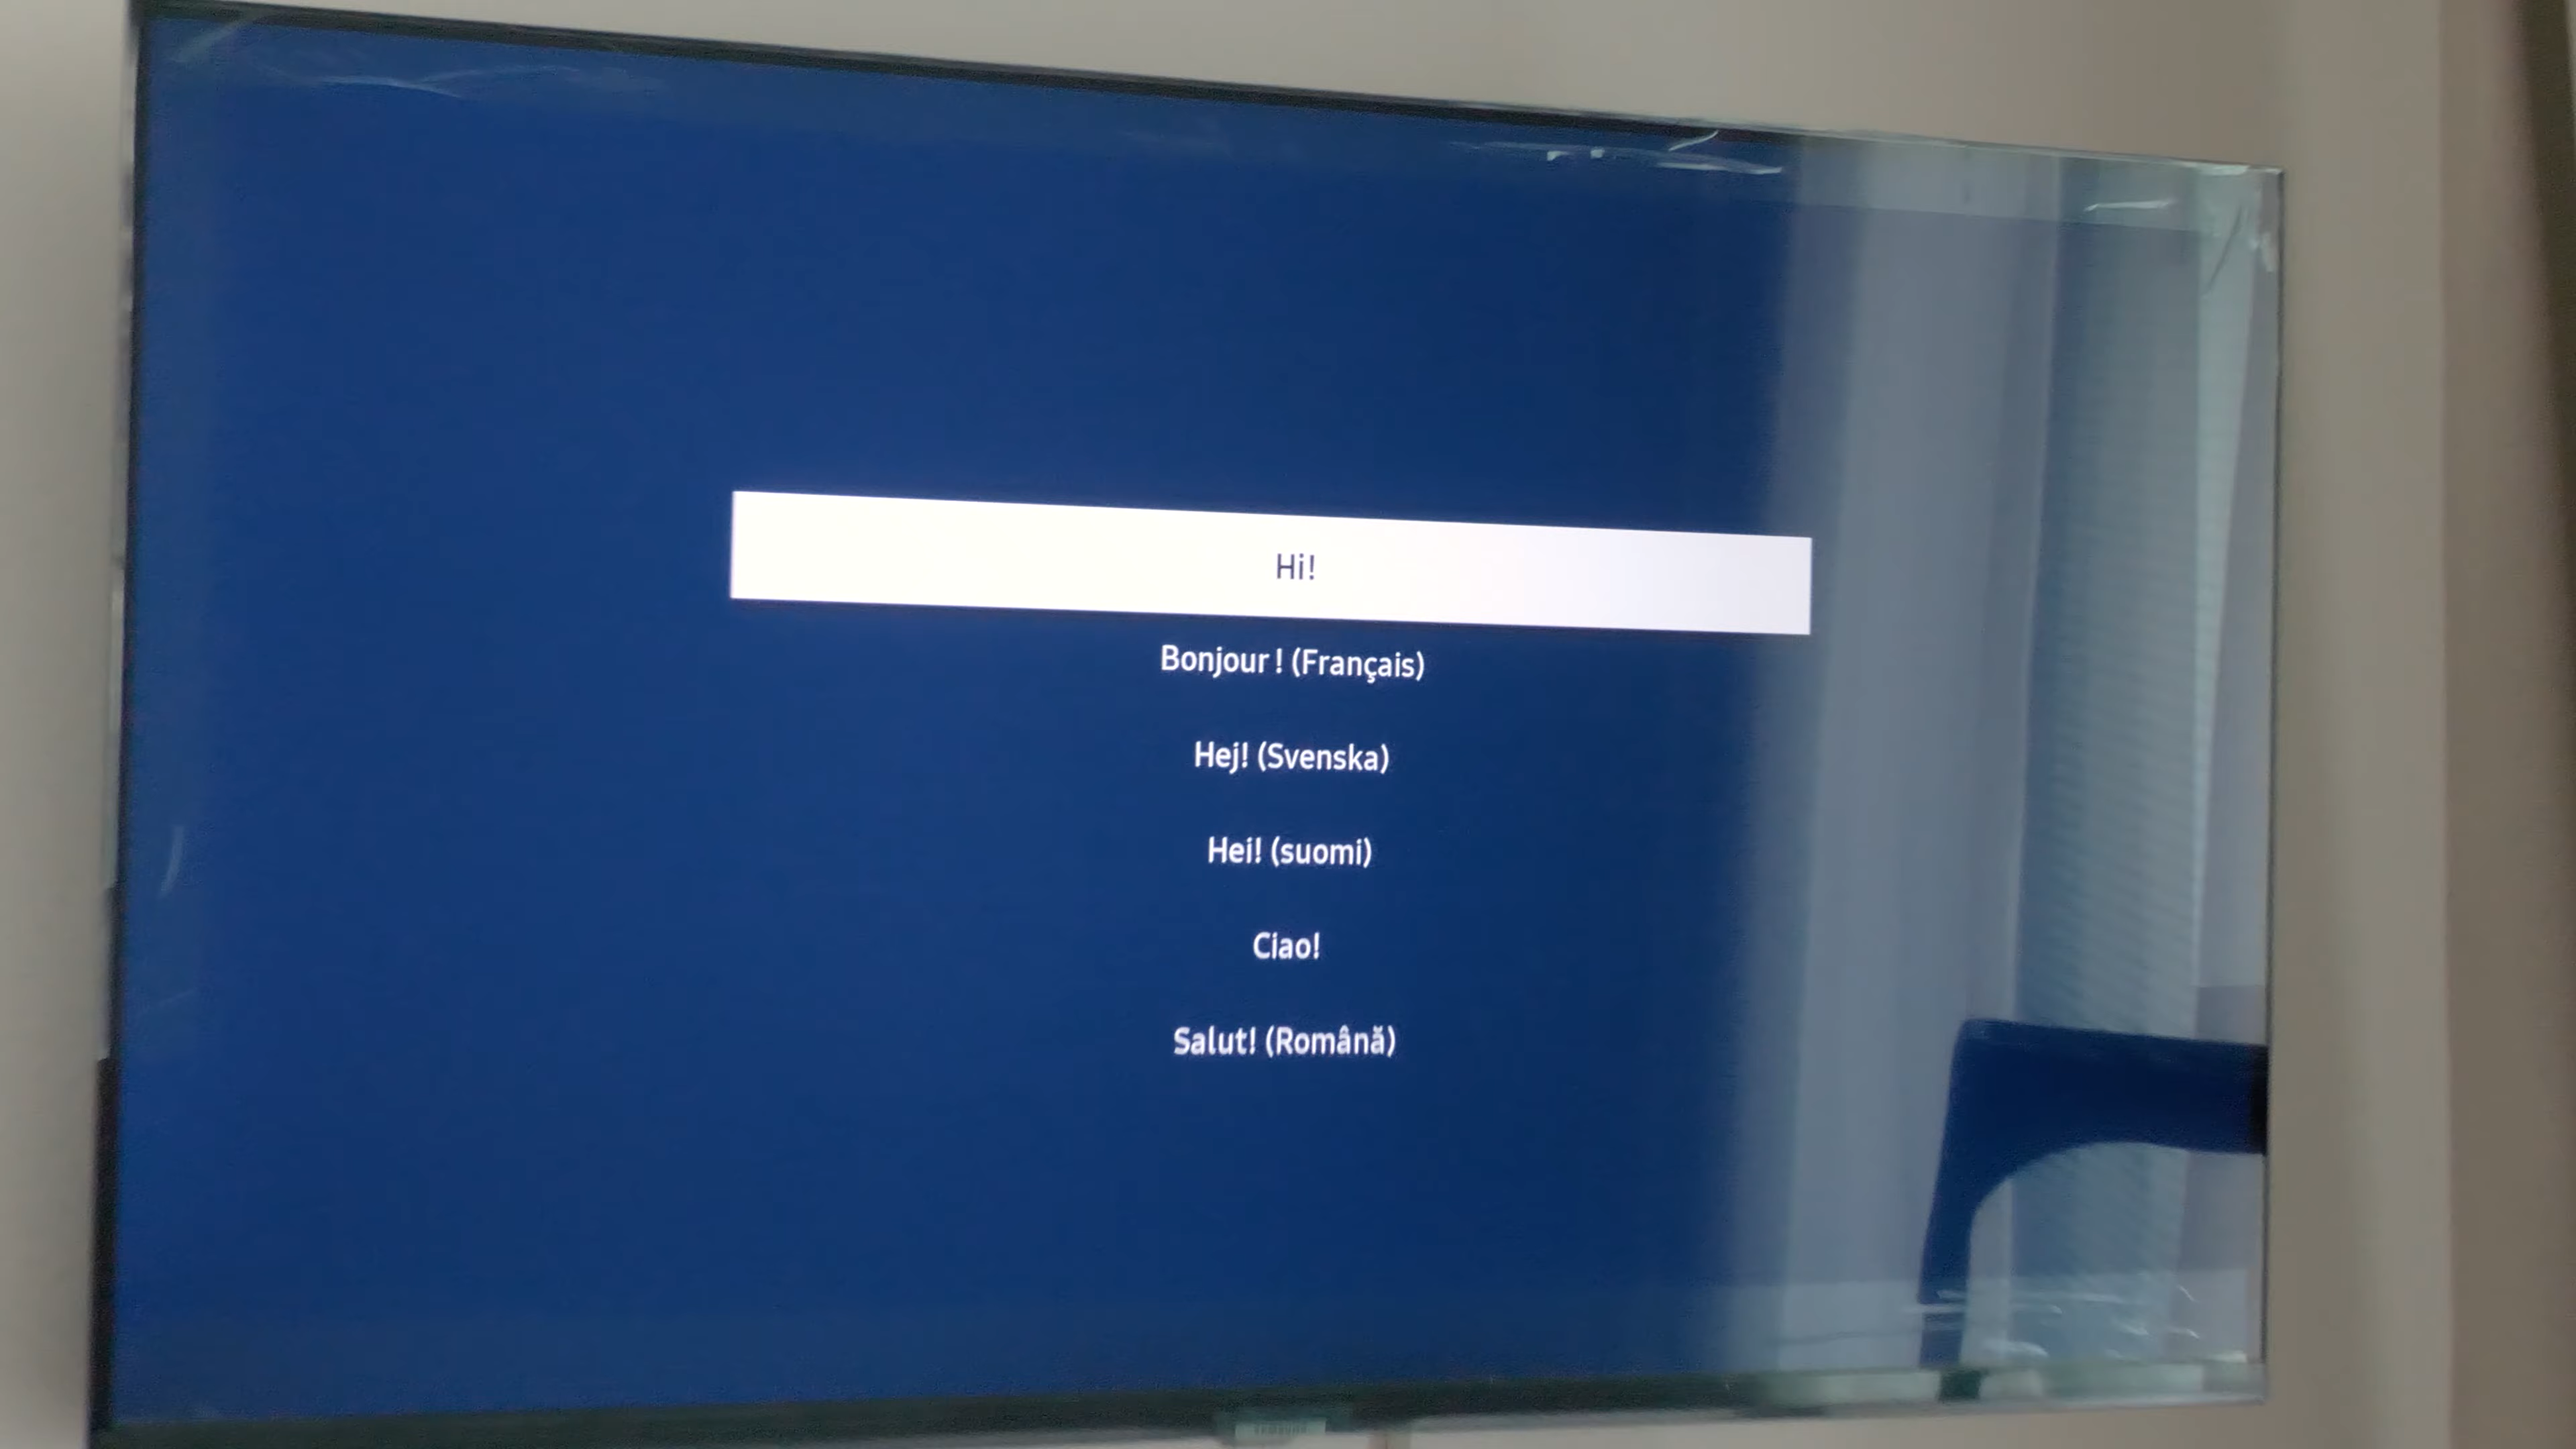 Hi!
Bonjour ! (Français)
Hej! (Svenska)
Hei! (suomi)
Ciao!
Salut! (Română)